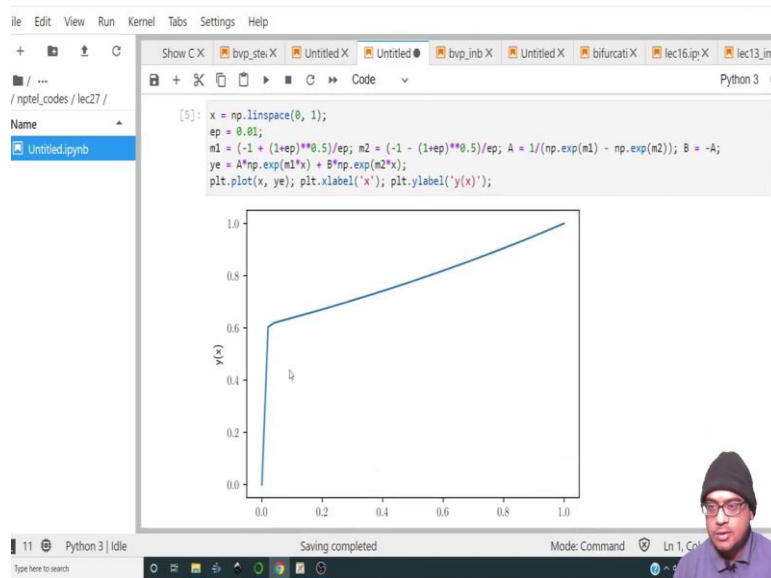 ile Edit View Run Kernel Tabs Settings Help
Show C X bvp_ste X Untitled X Untitled bvp_inb X Untitled X bifurcati X lec16.ip X lec13_in
Code Python 3
/ ...
/ nptel_codes / lec27 /
Name
Untitled.ipynb
[5]: x = np.linspace(0, 1);
ep = 0.01;
m1 = (-1 + (1+ep)**0.5)/ep; m2 = (-1 - (1+ep)**0.5)/ep; A = 1/(np.exp(m1) - np.exp(m2)); B = -A;
ye = A*np.exp(m1*x) + B*np.exp(m2*x);
plt.plot(x, ye); plt.xlabel('x'); plt.ylabel('y(x)');
1.0
0.8
0.6
y(x)
0.4
0.2
0.0
0.0 0.2 0.4 0.6 0.8 1.0
11 Python 3 | Idle Saving completed Mode: Command Ln 1, Co
Type here to search